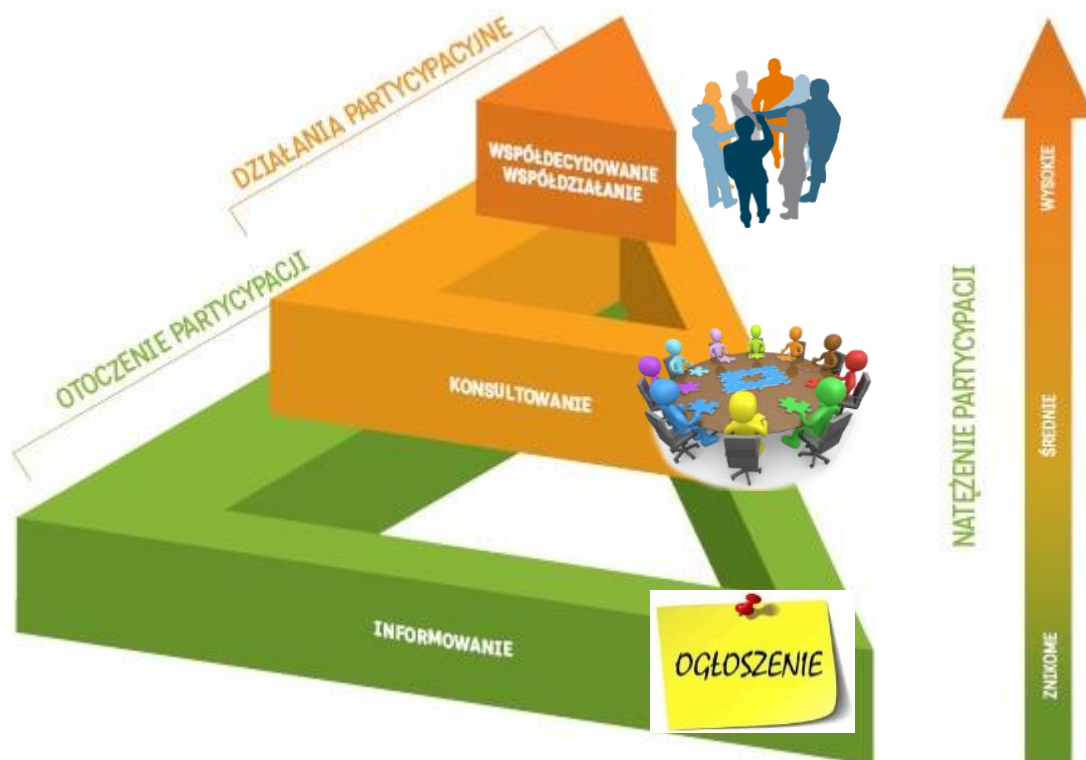 DZIAŁANIA PARTYCYPACYJNE
OTOCZENIE PARTYCYPACJI
WSPÓŁDECYDOWANIE
WSPÓŁDZIAŁANIE
KONSULTOWANIE
INFORMOWANIE
OGŁOSZENIE
NATĘŻENIE PARTYCYPACJI
WYSOKIE
ŚREDNIE
ZNIKOME